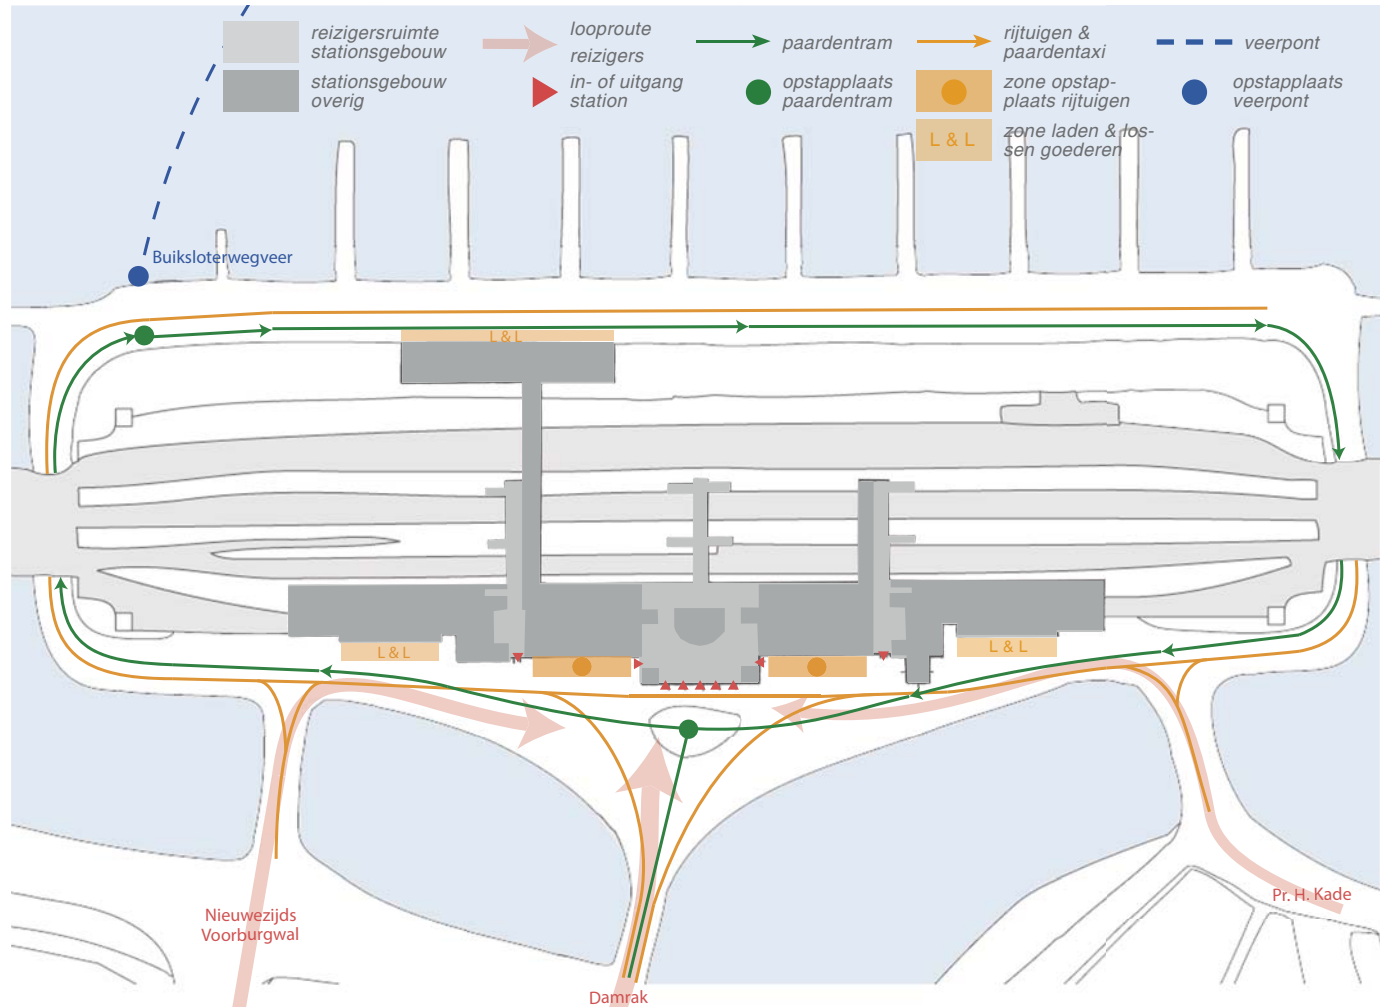 reizigersruimte
stationsgebouw
looproute
reizigers
paardentram
rijtuigen &
paardentaxi
veerpont
stationsgebouw
overig
in- of uitgang
station
opstapplaats
paardentram
zone opstap-
plaats rijtuigen
opstapplaats
veerpont
L & L
zone laden & los-
sen goederen
Buiksloterwegveer
L & L
L & L
L & L
Nieuwezijds
Voorburgwal
Pr. H. Kade
Damrak